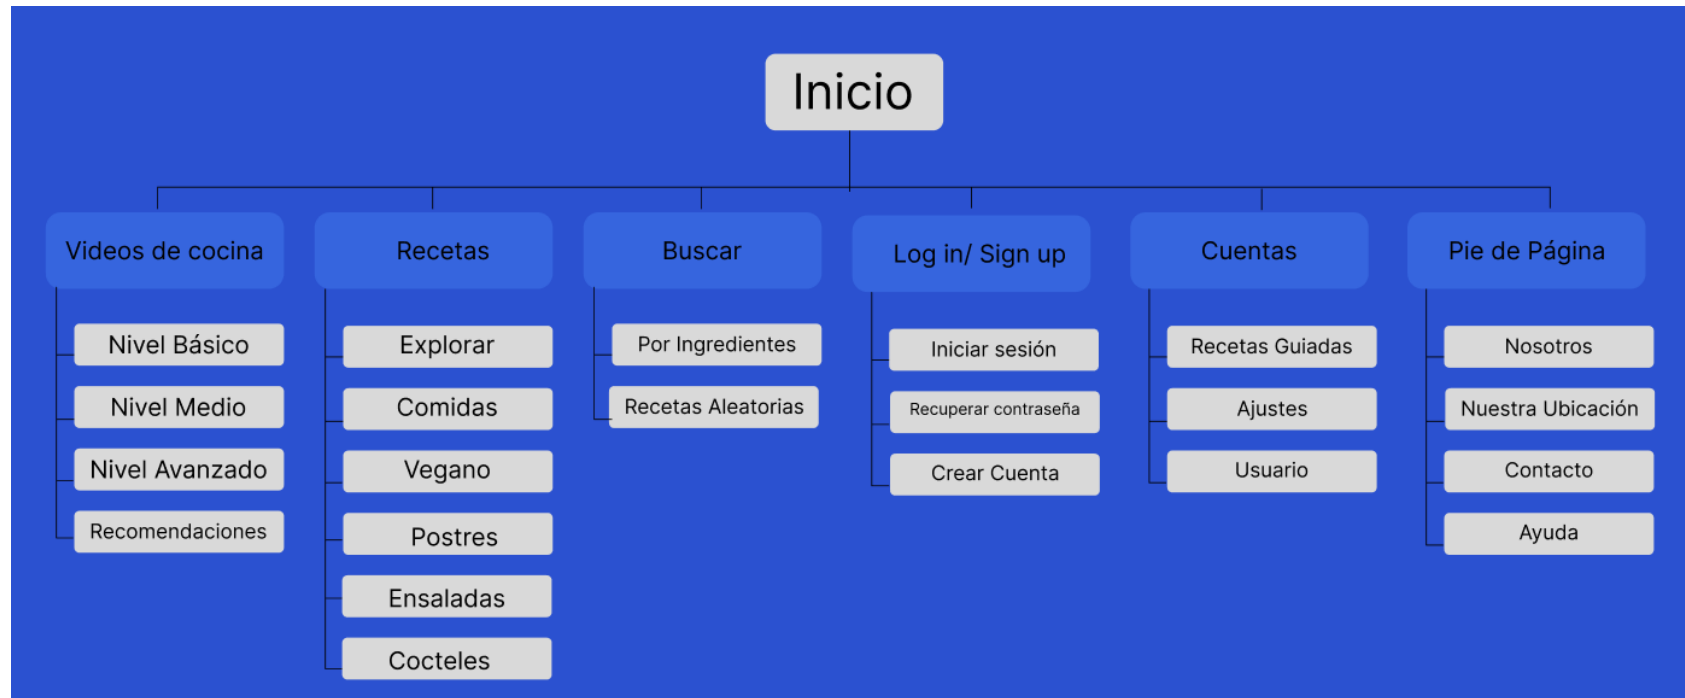 Inicio
Videos de cocina
Nivel Básico
Nivel Medio
Nivel Avanzado
Recomendaciones
Recetas
Explorar
Comidas
Vegano
Postres
Ensaladas
Cocteles
Buscar
Por Ingredientes
Recetas Aleatorias
Log in/ Sign up
Iniciar sesión
Recuperar contraseña
Crear Cuenta
Cuentas
Recetas Guiadas
Ajustes
Usuario
Pie de Página
Nosotros
Nuestra Ubicación
Contacto
Ayuda